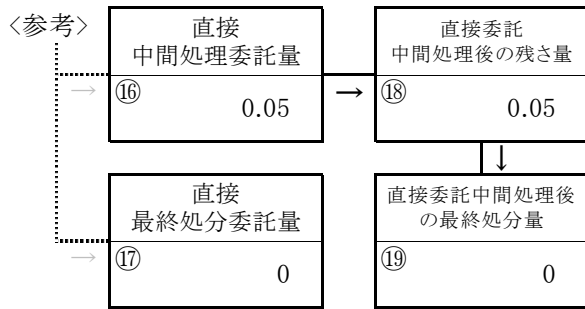 <参考>
直接
中間処理委託量
→
⑯
0.05
→
直接委託
中間処理後の残さ量
⑱
0.05
↓
直接
最終処分委託量
→
⑰
0
直接委託中間処理後
の最終処分量
⑲
0